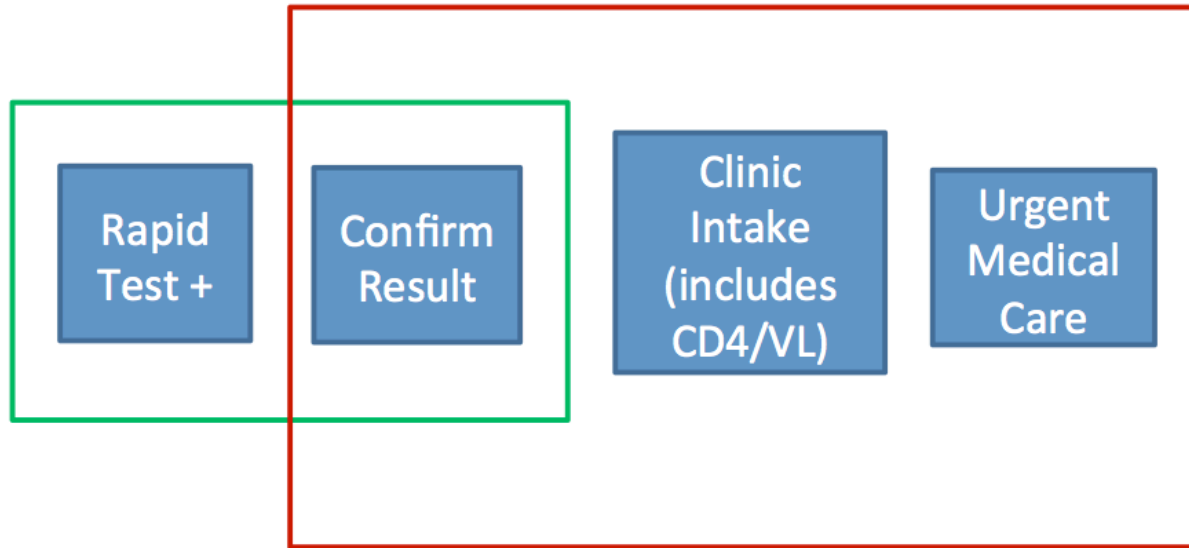 Rapid
Test +
Confirm
Result
Clinic
Intake
(includes
CD4/VL)
Urgent
Medical
Care